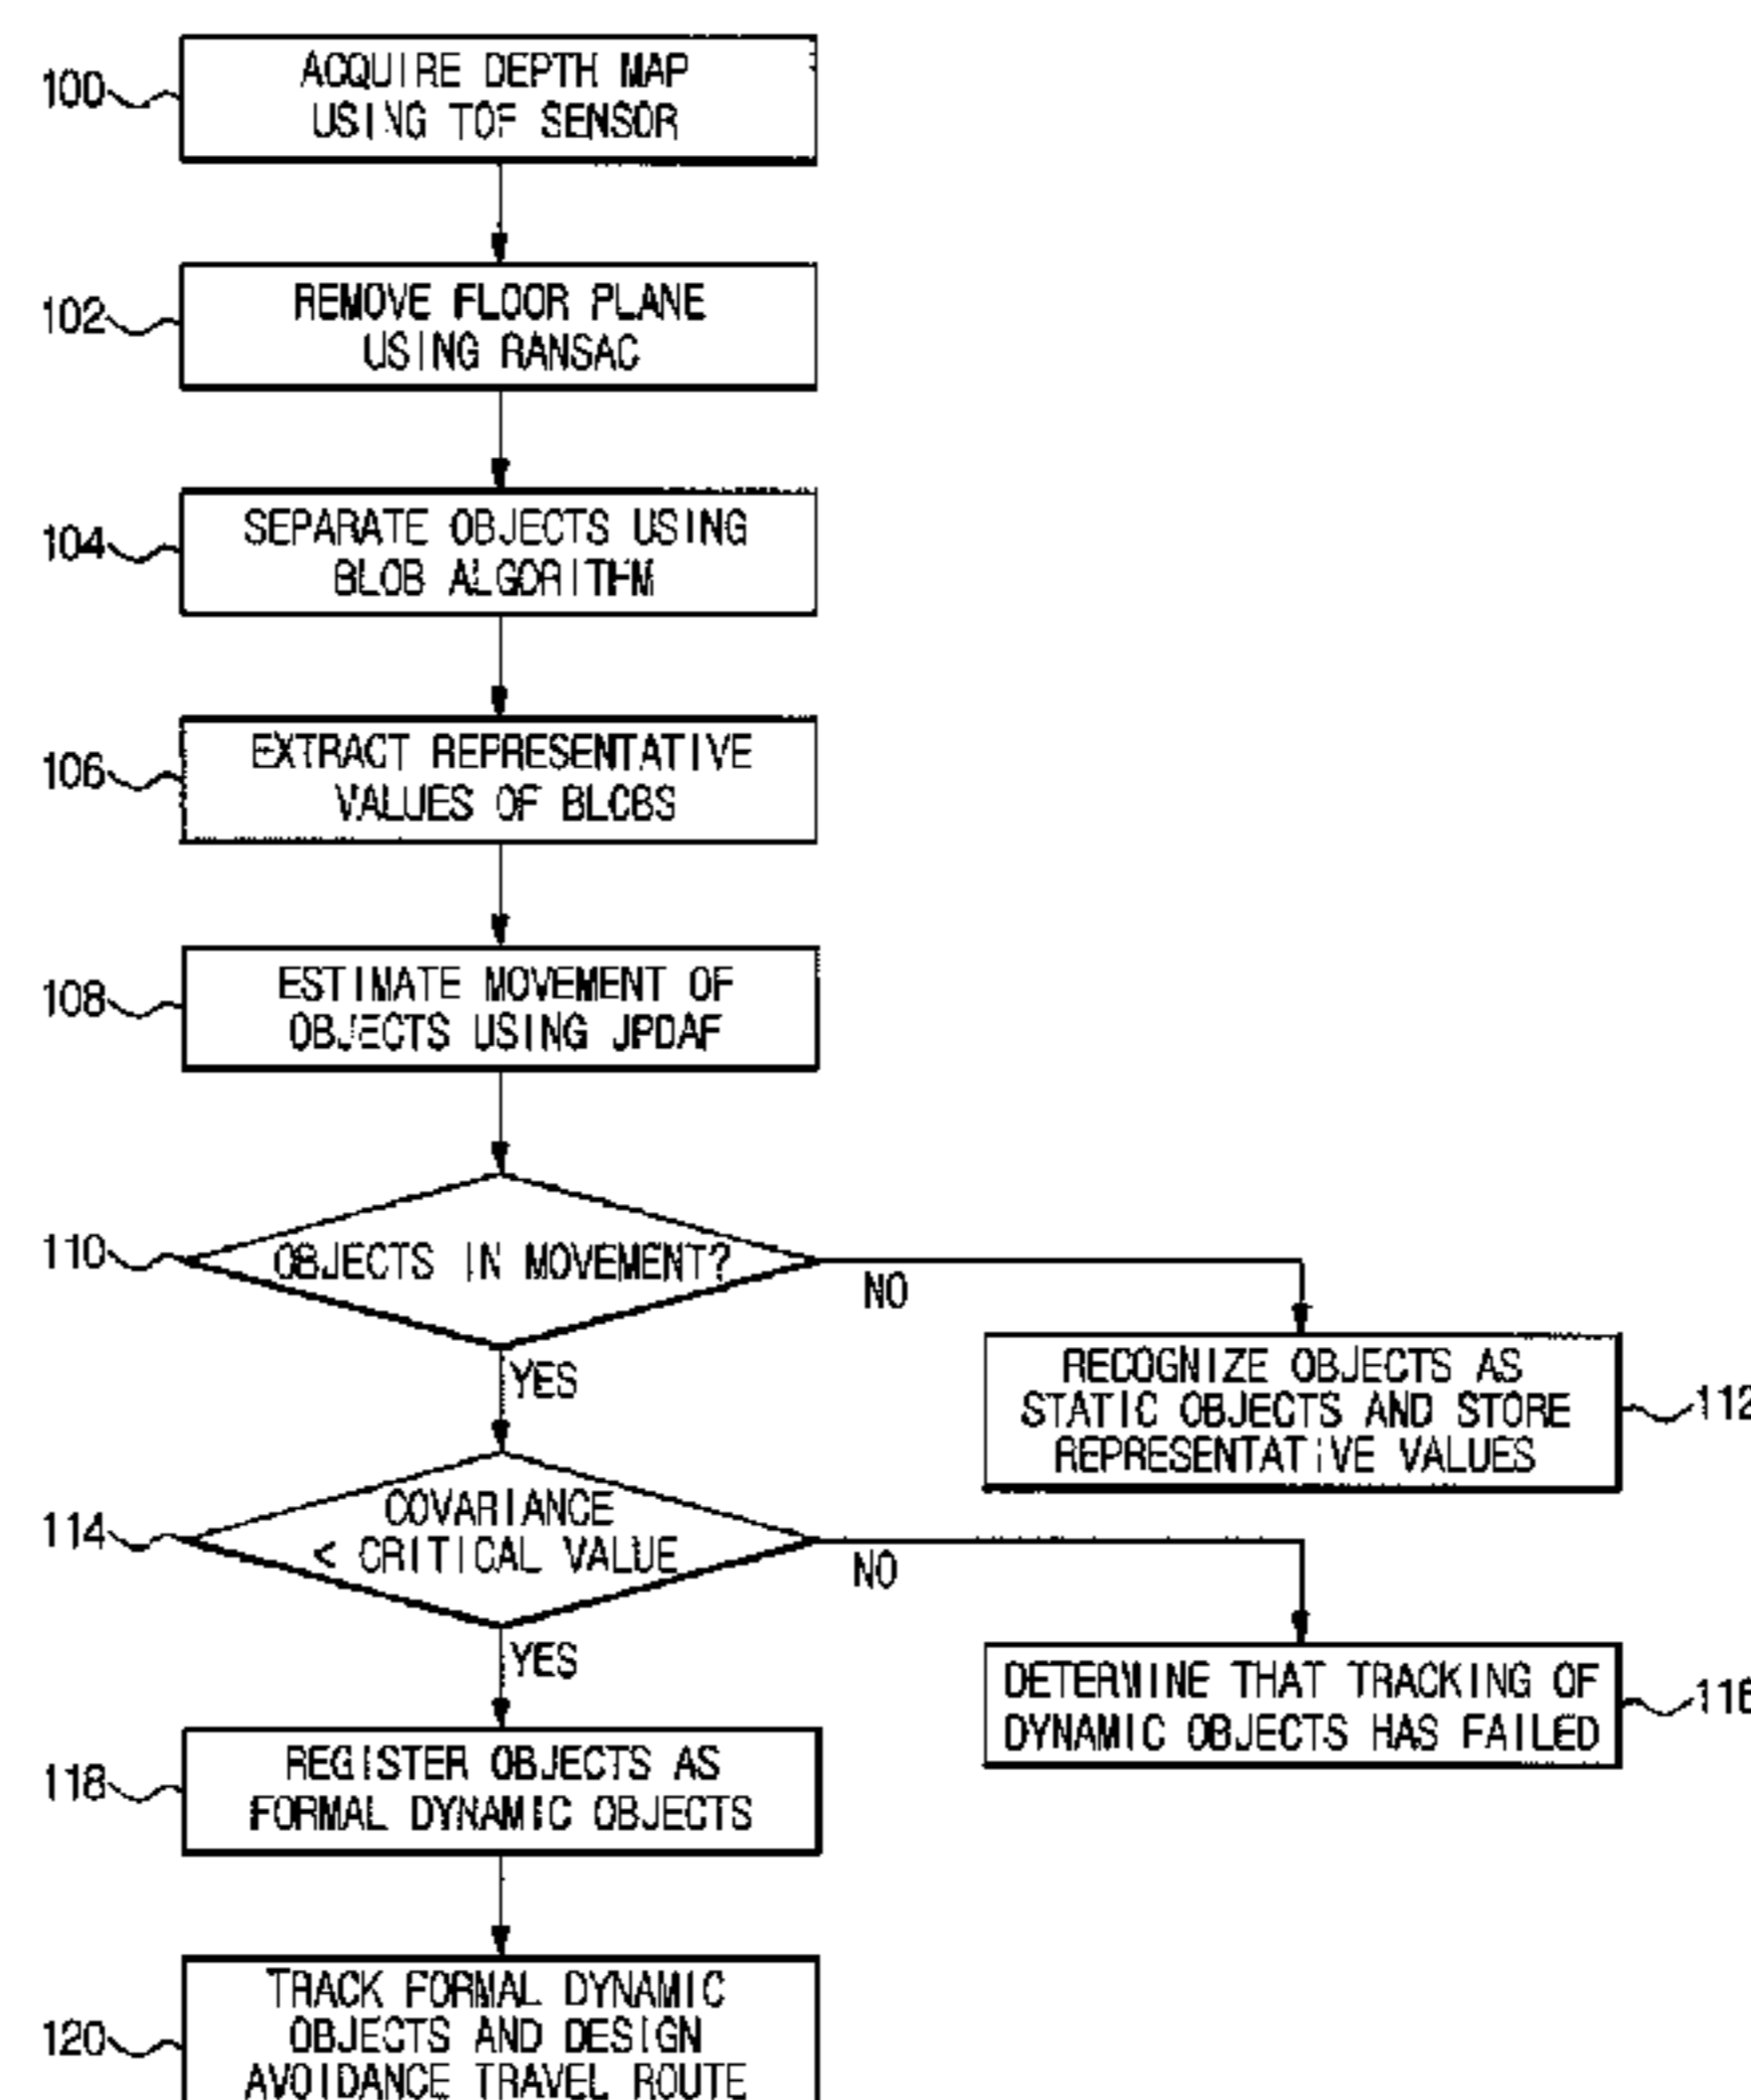 100
ACQUIRE DEPTH MAP
USING TOF SENSOR
102
REMOVE FLOOR PLANE
USING RANSAC
104
SEPARATE OBJECTS USING
BLOB ALGORITHM
106
EXTRACT REPRESENTATIVE
VALUES OF BLOBS
108
ESTIMATE MOVEMENT OF
OBJECTS USING JPDAF
110
OBJECTS IN MOVEMENT?
NO
YES
RECOGNIZE OBJECTS AS
STATIC OBJECTS AND STORE
REPRESENTATIVE VALUES
112
114
COVARIANCE
< CRITICAL VALUE
NO
YES
DETERMINE THAT TRACKING OF
DYNAMIC OBJECTS HAS FAILED
116
118
REGISTER OBJECTS AS
FORMAL DYNAMIC OBJECTS
120
TRACK FORMAL DYNAMIC
OBJECTS AND DESIGN
AVOIDANCE TRAVEL ROUTE